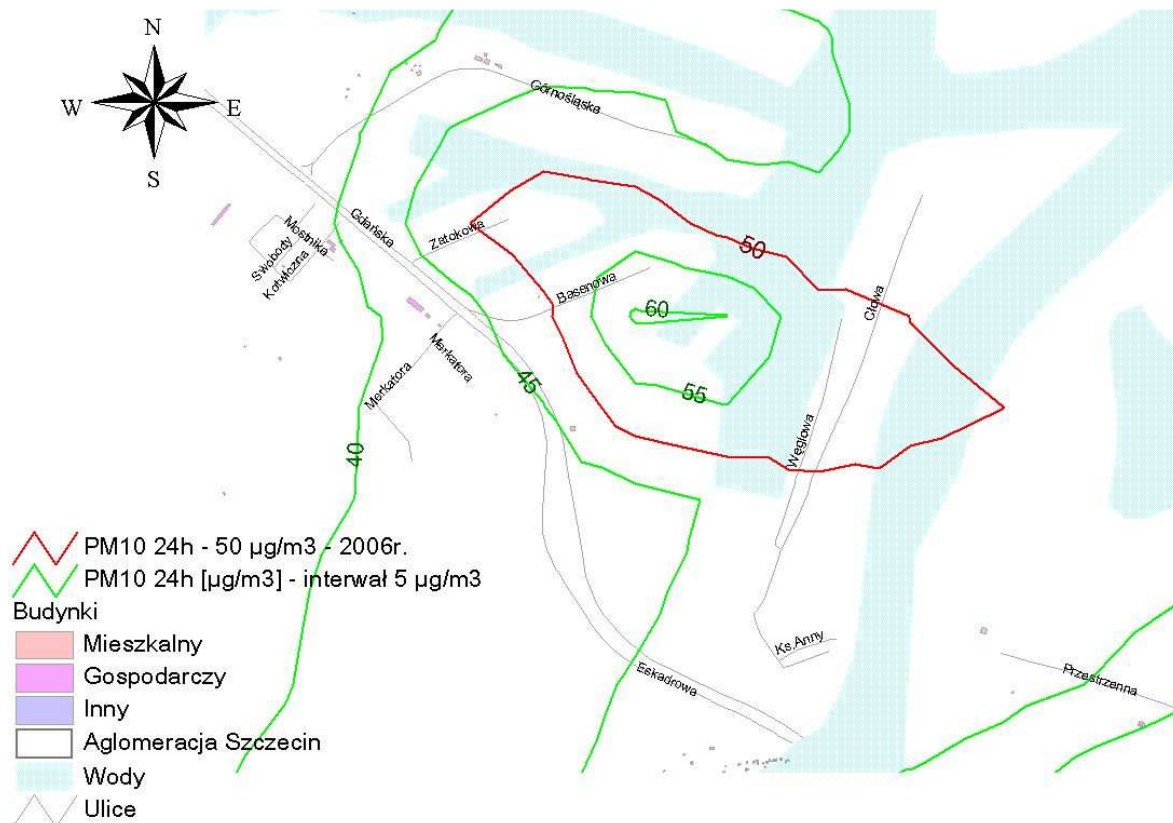 N
W E
S
Górnośląska
Gdańska
Mostnika
Swobody
Kotwiczna
Zatokowa
50
Basenowa
60
Głowa
Merkatora
Merkatora
45
55
40
Węglowa
Ks.Anny
Eskadrowa
Przestrzenna
PM10 24h - 50 µg/m3 - 2006r.
PM10 24h [µg/m3] - interwał 5 µg/m3
Budynki
Mieszkalny
Gospodarczy
Inny
Aglomeracja Szczecin
Wody
Ulice